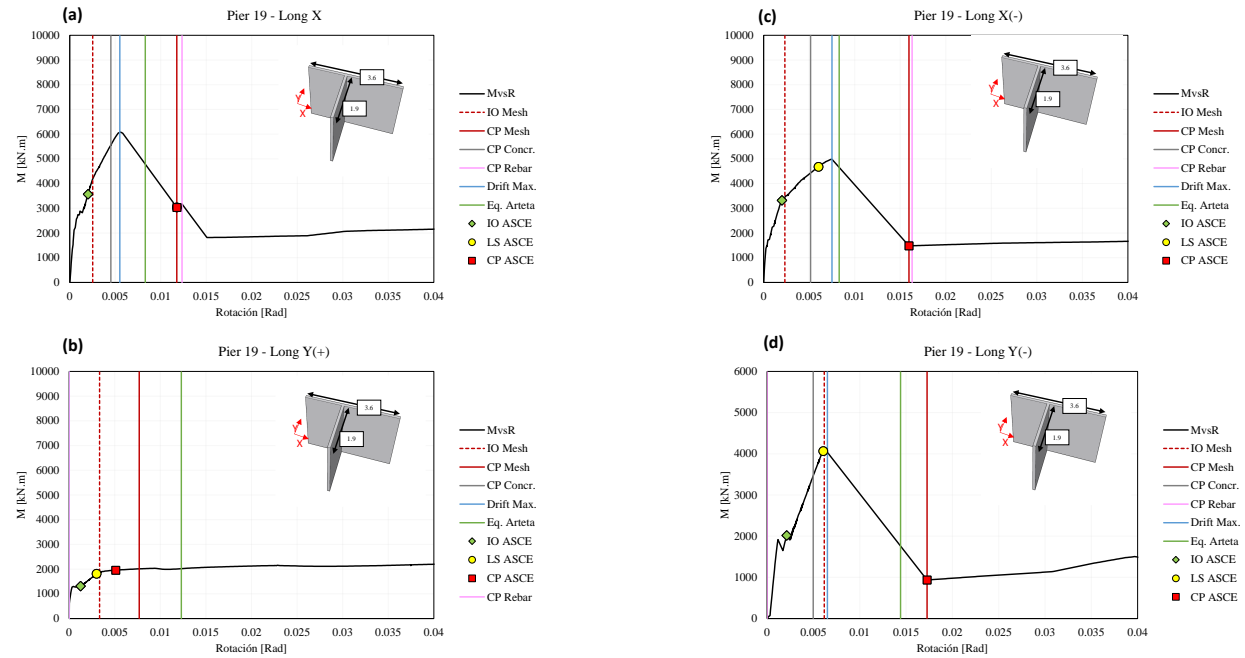 (a)
Pier 19 - Long X
10000
9000
8000
7000
6000
5000
4000
3000
2000
1000
0
M [kN.m]
0 0.005 0.01 0.015 0.02 0.025 0.03 0.035 0.04
Rotación [Rad]
3.6
1.9
Y
X
MvsR
IO Mesh
CP Mesh
CP Concr.
CP Rebar
Drift Max.
Eq. Arteta
IO ASCE
LS ASCE
CP ASCE
(c)
Pier 19 - Long X(-)
10000
9000
8000
7000
6000
5000
4000
3000
2000
1000
0
M [kN.m]
0 0.005 0.01 0.015 0.02 0.025 0.03 0.035 0.04
Rotación [Rad]
3.6
1.9
Y
X
MvsR
IO Mesh
CP Mesh
CP Concr.
CP Rebar
Drift Max.
Eq. Arteta
IO ASCE
LS ASCE
CP ASCE
(b)
Pier 19 - Long Y(+)
10000
9000
8000
7000
6000
5000
4000
3000
2000
1000
0
M [kN.m]
0 0.005 0.01 0.015 0.02 0.025 0.03 0.035 0.04
Rotación [Rad]
3.6
1.9
Y
X
MvsR
IO Mesh
CP Mesh
CP Concr.
Drift Max.
Eq. Arteta
IO ASCE
LS ASCE
CP ASCE
CP Rebar
(d)
Pier 19 - Long Y(-)
6000
5000
4000
3000
2000
1000
0
M [kN.m]
0 0.005 0.01 0.015 0.02 0.025 0.03 0.035 0.04
Rotación [Rad]
3.6
1.9
Y
X
MvsR
IO Mesh
CP Mesh
CP Concr.
CP Rebar
Drift Max.
Eq. Arteta
IO ASCE
LS ASCE
CP ASCE